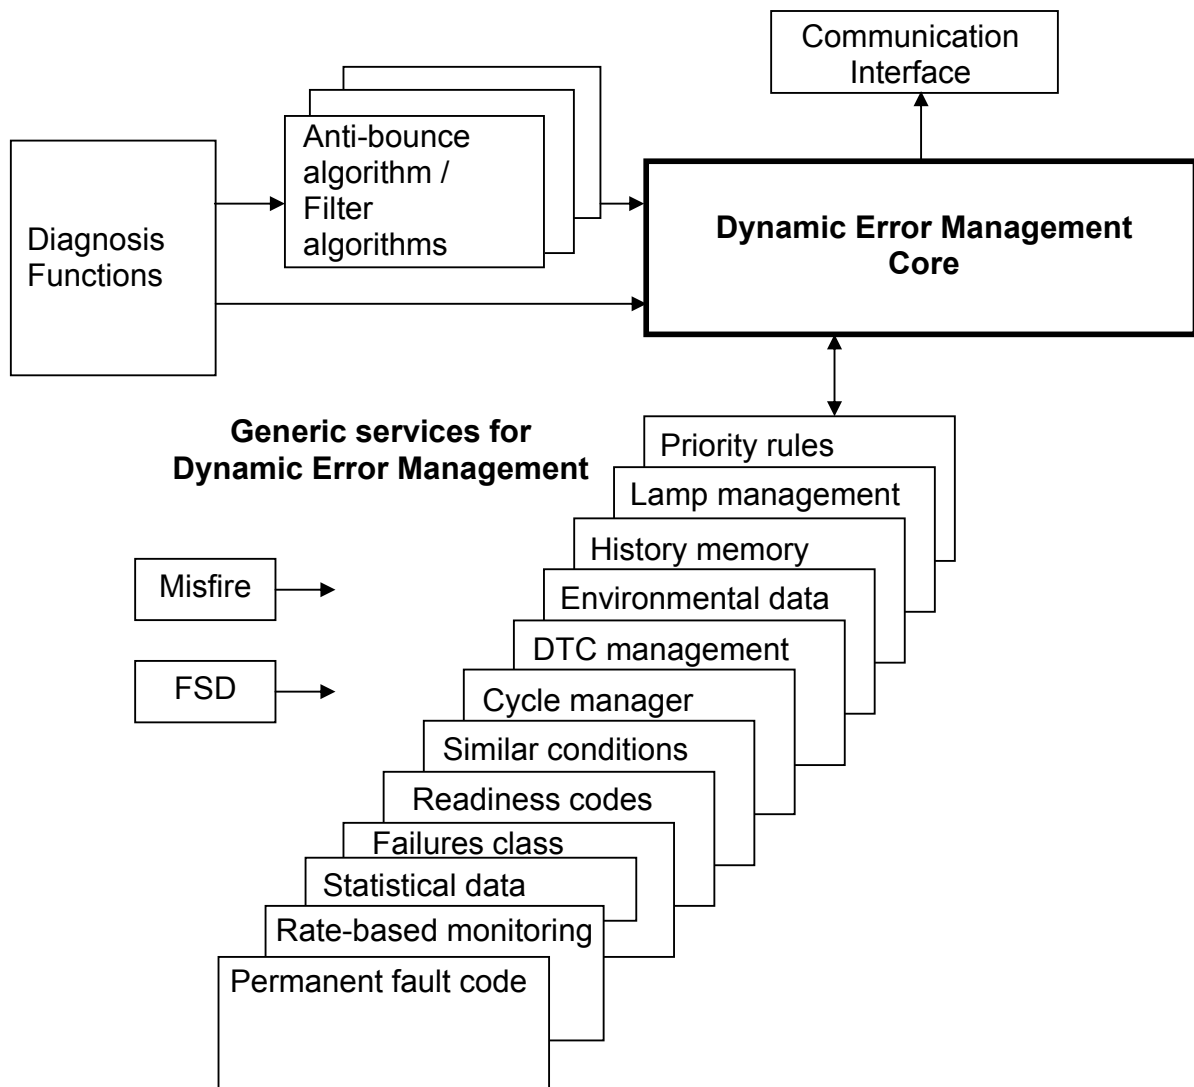 Communication
Interface
Anti-bounce
algorithm /
Filter
algorithms
Diagnosis
Functions
Dynamic Error Management
Core
Generic services for
Dynamic Error Management
Priority rules
Lamp management
History memory
Misfire
Environmental data
DTC management
FSD
Cycle manager
Similar conditions
Readiness codes
Failures class
Statistical data
Rate-based monitoring
Permanent fault code